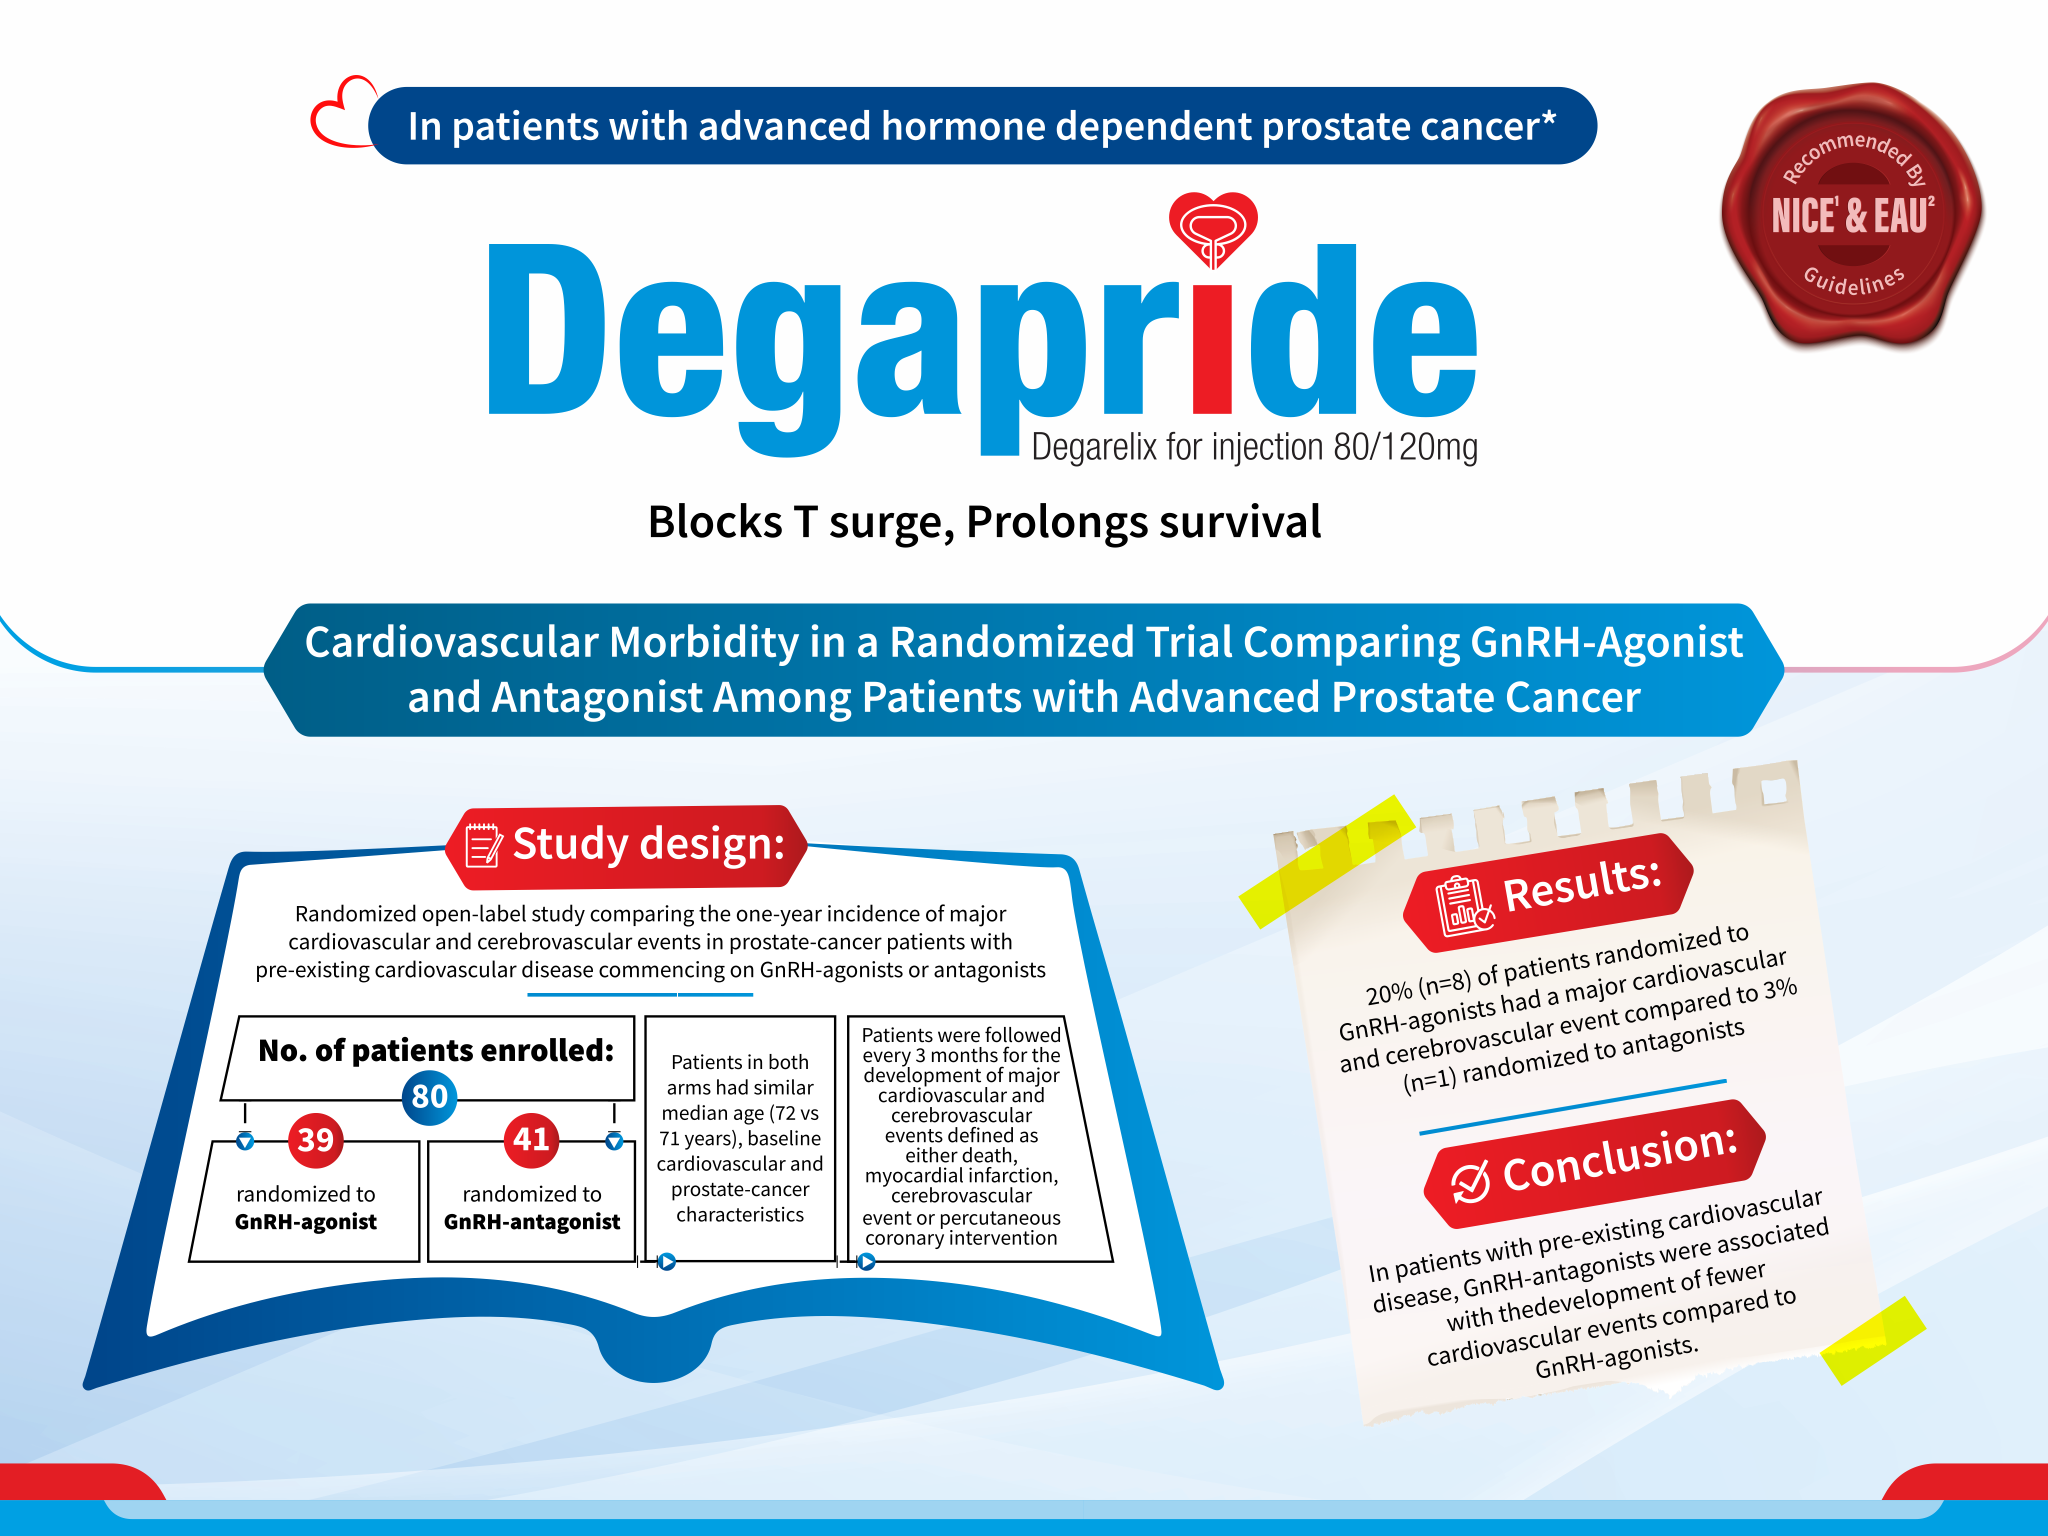 In patients with advanced hormone dependent prostate cancer*
Recommended By
NICE¹ & EAU²
Guidelines
Degapride
Degarelix for injection 80/120mg
Blocks T surge, Prolongs survival
Cardiovascular Morbidity in a Randomized Trial Comparing GnRH-Agonist
and Antagonist Among Patients with Advanced Prostate Cancer
Study design:
Randomized open-label study comparing the one-year incidence of major
cardiovascular and cerebrovascular events in prostate-cancer patients with
pre-existing cardiovascular disease commencing on GnRH-agonists or antagonists
No. of patients enrolled:
80
39
randomized to
GnRH-agonist
41
randomized to
GnRH-antagonist
Patients in both
arms had similar
median age (72 vs
71 years), baseline
cardiovascular and
prostate-cancer
characteristics
Patients were followed
every 3 months for the
development of major
cardiovascular and
cerebrovascular
events defined as
either death,
myocardial infarction,
cerebrovascular
event or percutaneous
coronary intervention
Results:
20% (n=8) of patients randomized to
GnRH-agonists had a major cardiovascular
and cerebrovascular event compared to 3%
(n=1) randomized to antagonists
Conclusion:
In patients with pre-existing cardiovascular
disease, GnRH-antagonists were associated
with thedevelopment of fewer
cardiovascular events compared to
GnRH-agonists.